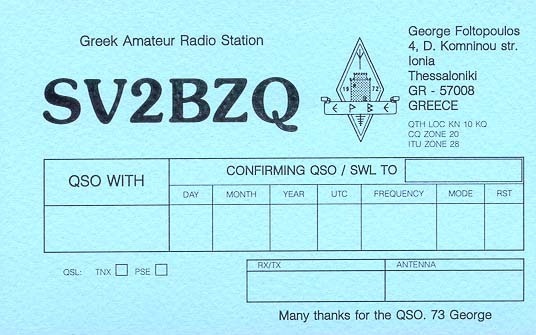 Greek Amateur Radio Station
SV2BZQ
1972
E P B E
George Foltopoulos
4, D. Komninou str.
Ionia
Thessaloniki
GR - 57008
GREECE
QTH LOC KN 10 KQ
CQ ZONE 20
ITU ZONE 28
QSO WITH
CONFIRMING QSO / SWL TO
DAY MONTH YEAR UTC FREQUENCY MODE RST
QSL: TNX PSE
RX/TX ANTENNA
Many thanks for the QSO. 73 George